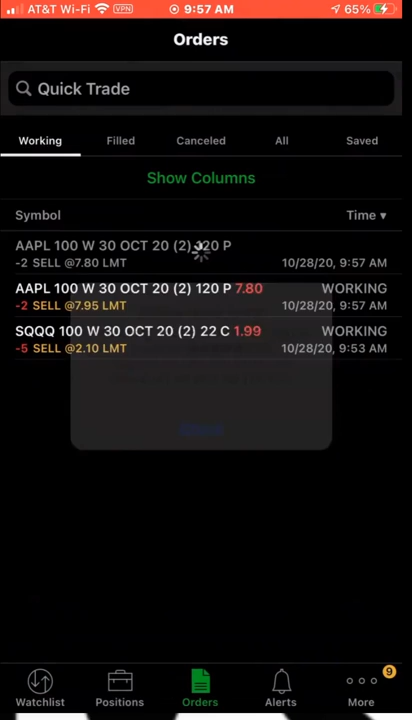 AT&T Wi-Fi VPN 9:57 AM 65%
Orders
Quick Trade
Working Filled Canceled All Saved
Show Columns
Symbol Time ▾
AAPL 100 W 30 OCT 20 (2) 120 P
-2 SELL @7.80 LMT 10/28/20, 9:57 AM
AAPL 100 W 30 OCT 20 (2) 120 P 7.80 WORKING
-2 SELL @7.95 LMT 10/28/20, 9:57 AM
SQQQ 100 W 30 OCT 20 (2) 22 C 1.99 WORKING
-5 SELL @2.10 LMT 10/28/20, 9:53 AM
9
Watchlist Positions Orders Alerts More